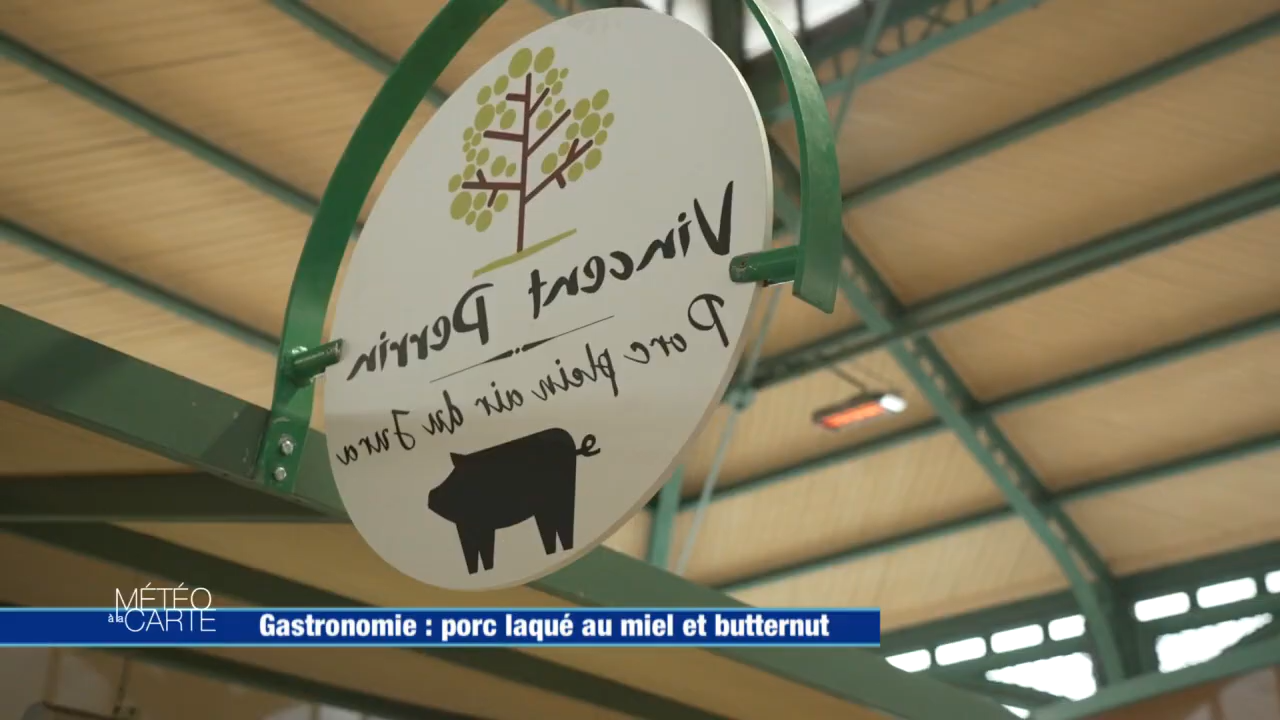 Vincent Perrin
Porc plein air du Jura
MÉTÉO
à la CARTE
Gastronomie : porc laqué au miel et butternut